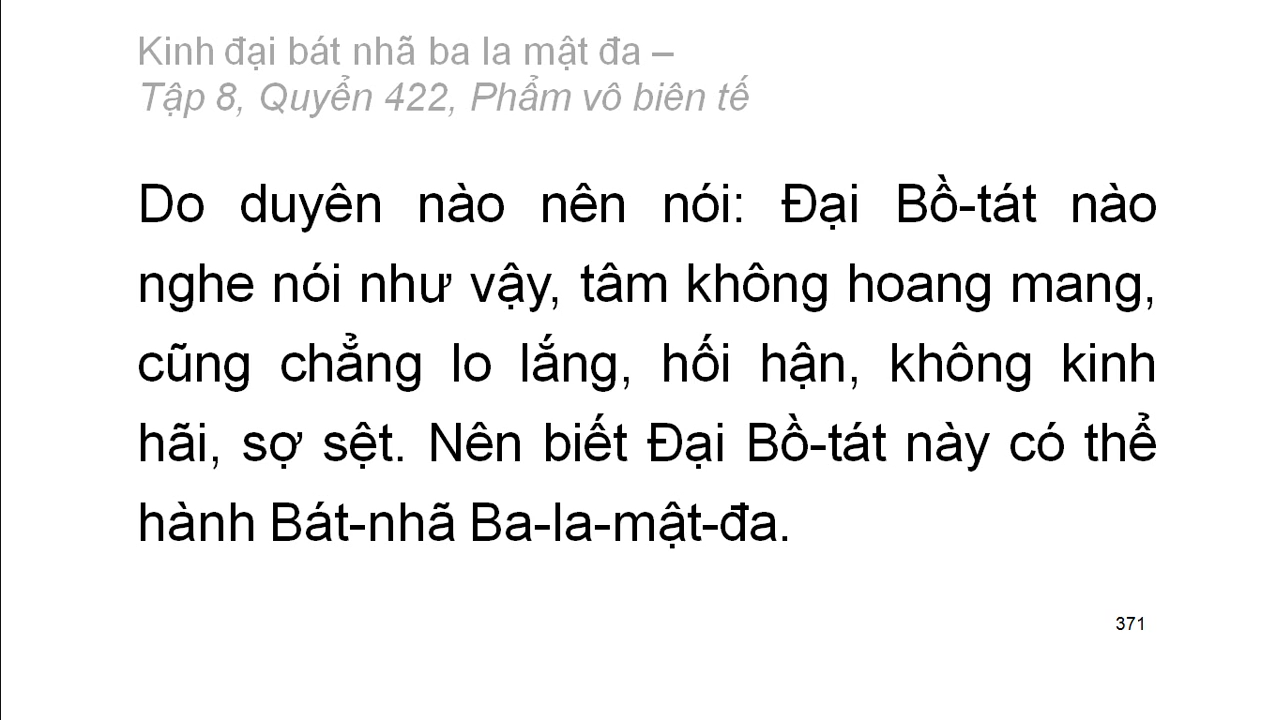 Kinh đại bát nhã ba la mật đa –
Tập 8, Quyển 422, Phẩm vô biên tế
Do duyên nào nên nói: Đại Bồ-tát nào
nghe nói như vậy, tâm không hoang mang,
cũng chẳng lo lắng, hối hận, không kinh
hãi, sợ sệt. Nên biết Đại Bồ-tát này có thể
hành Bát-nhã Ba-la-mật-đa.
371